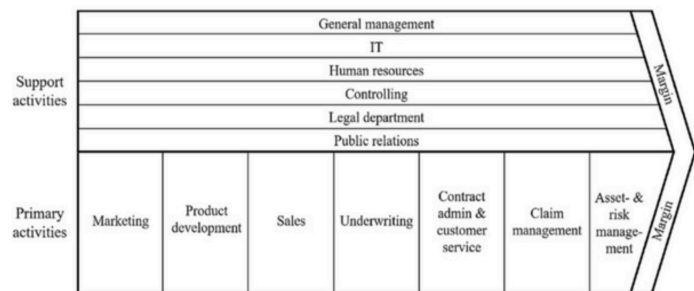 General management
IT
Human resources
Controlling
Legal department
Public relations
Support
activities
Margin
Primary
activities
Marketing
Product
development
Sales
Underwriting
Contract
admin &
customer
service
Claim
management
Asset- &
risk
manage-
ment
Margin